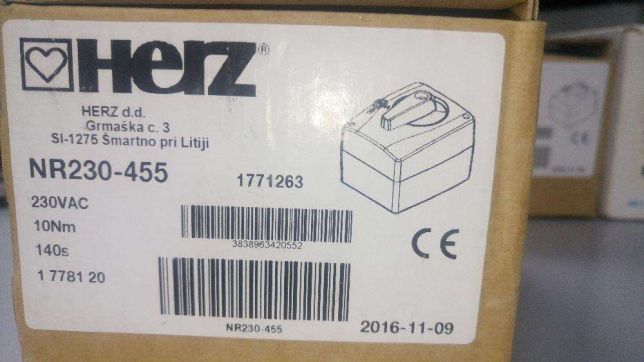 Herz®
HERZ d.d.
Grmaška c. 3
SI-1275 Šmartno pri Litiji
NR230-455
1771263
230VAC
10Nm
140s
1 7781 20
3838963420552
CE
NR230-455
2016-11-09